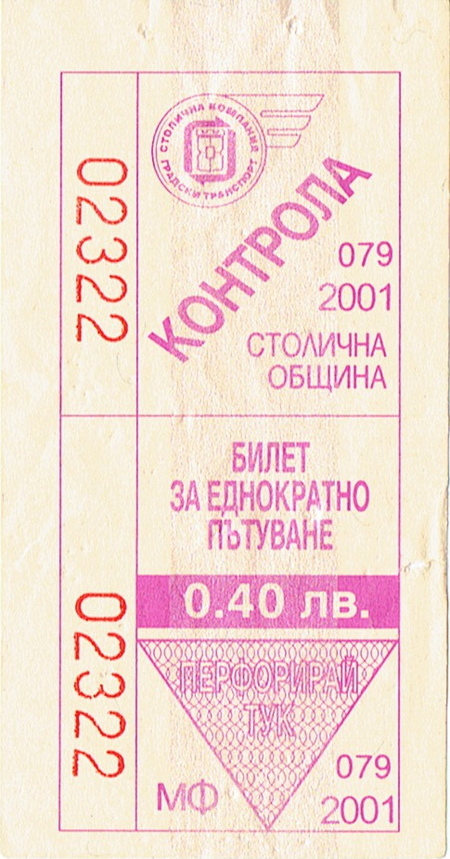 СТОЛИЧНА КОМПАНИЯ
ГРАДСКИ ТРАНСПОРТ
КОНТРОЛА
079
2001
СТОЛИЧНА
ОБЩИНА
02322
БИЛЕТ
ЗА ЕДНОКРАТНО
ПЪТУВАНЕ
0.40 лв.
ПЕРФОРИРАЙ
ТУК
МФ
079
2001
02322